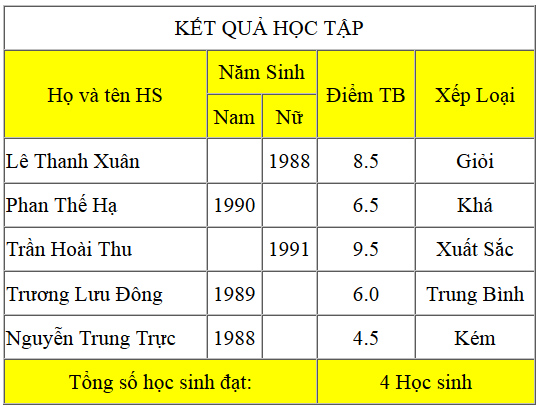 KẾT QUẢ HỌC TẬP
Họ và tên HS Năm Sinh Điểm TB Xếp Loại
Nam Nữ
Lê Thanh Xuân 1988 8.5 Giỏi
Phan Thế Hạ 1990 6.5 Khá
Trần Hoài Thu 1991 9.5 Xuất Sắc
Trương Lưu Đông 1989 6.0 Trung Bình
Nguyễn Trung Trực 1988 4.5 Kém
Tổng số học sinh đạt: 4 Học sinh